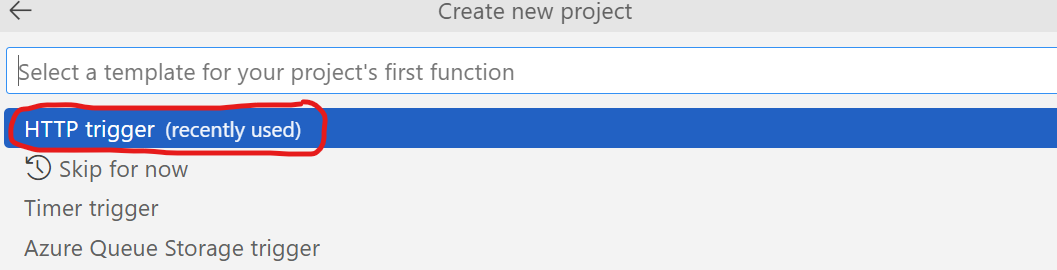 Create new project
Select a template for your project's first function
HTTP trigger (recently used)
Skip for now
Timer trigger
Azure Queue Storage trigger